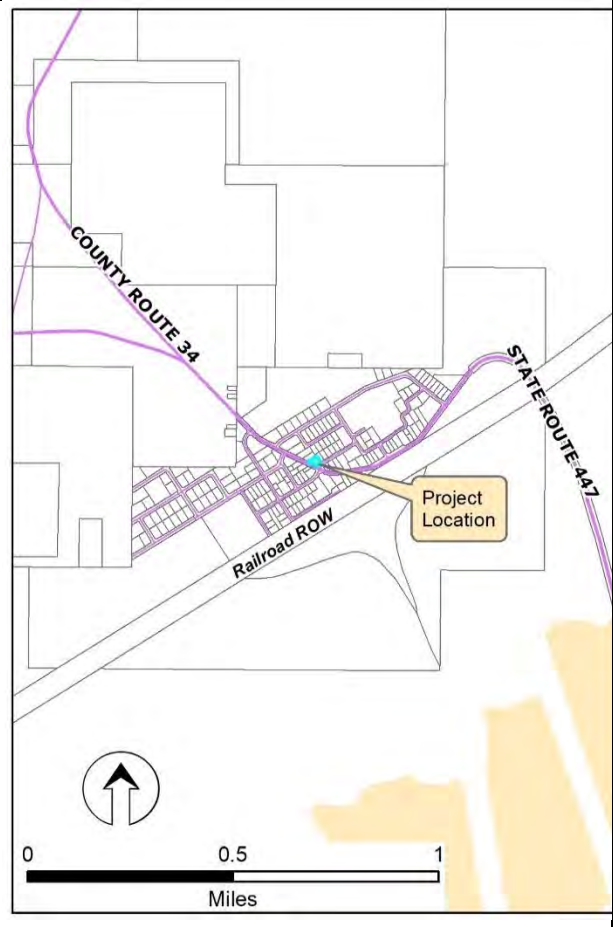 COUNTY ROUTE 34
STATE ROUTE 447
Project
Location
Railroad ROW
0 0.5 1
Miles